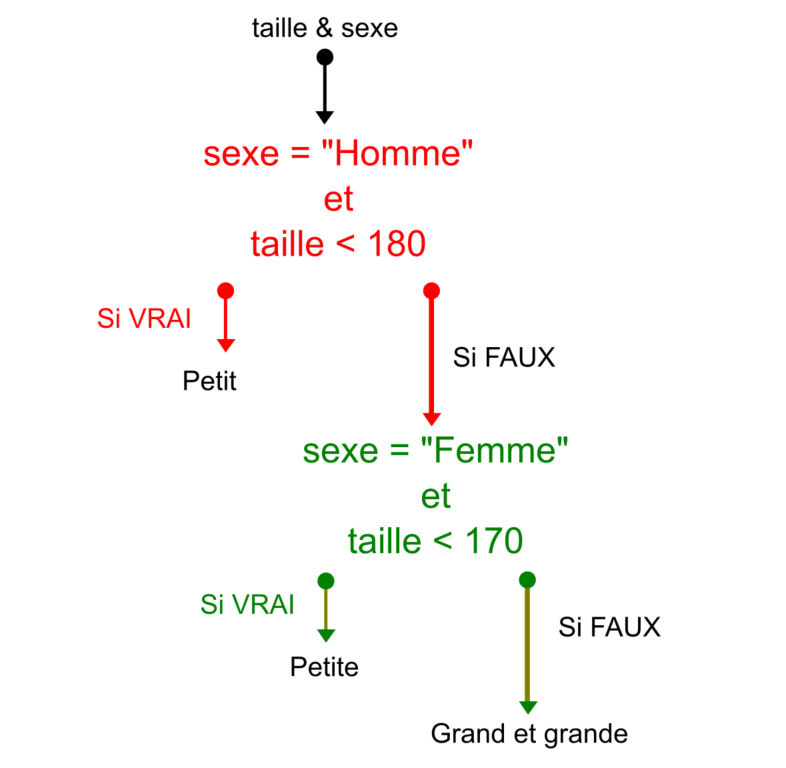 taille & sexe
sexe = "Homme"
et
taille < 180
Si VRAI
Si FAUX
Petit
sexe = "Femme"
et
taille < 170
Si VRAI
Si FAUX
Petite
Grand et grande